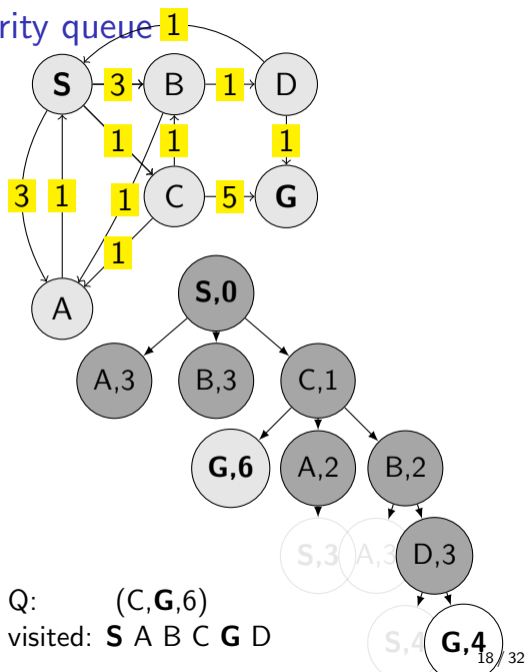 rity queue
1
S 3 B 1 D
1 1 1
3 1 1 C 5 G
1
A
S,0
A,3 B,3 C,1
G,6 A,2 B,2
S,3 A,3 D,3
Q: (C,G,6)
visited: S A B C G D
S,4 G,4
18 / 32